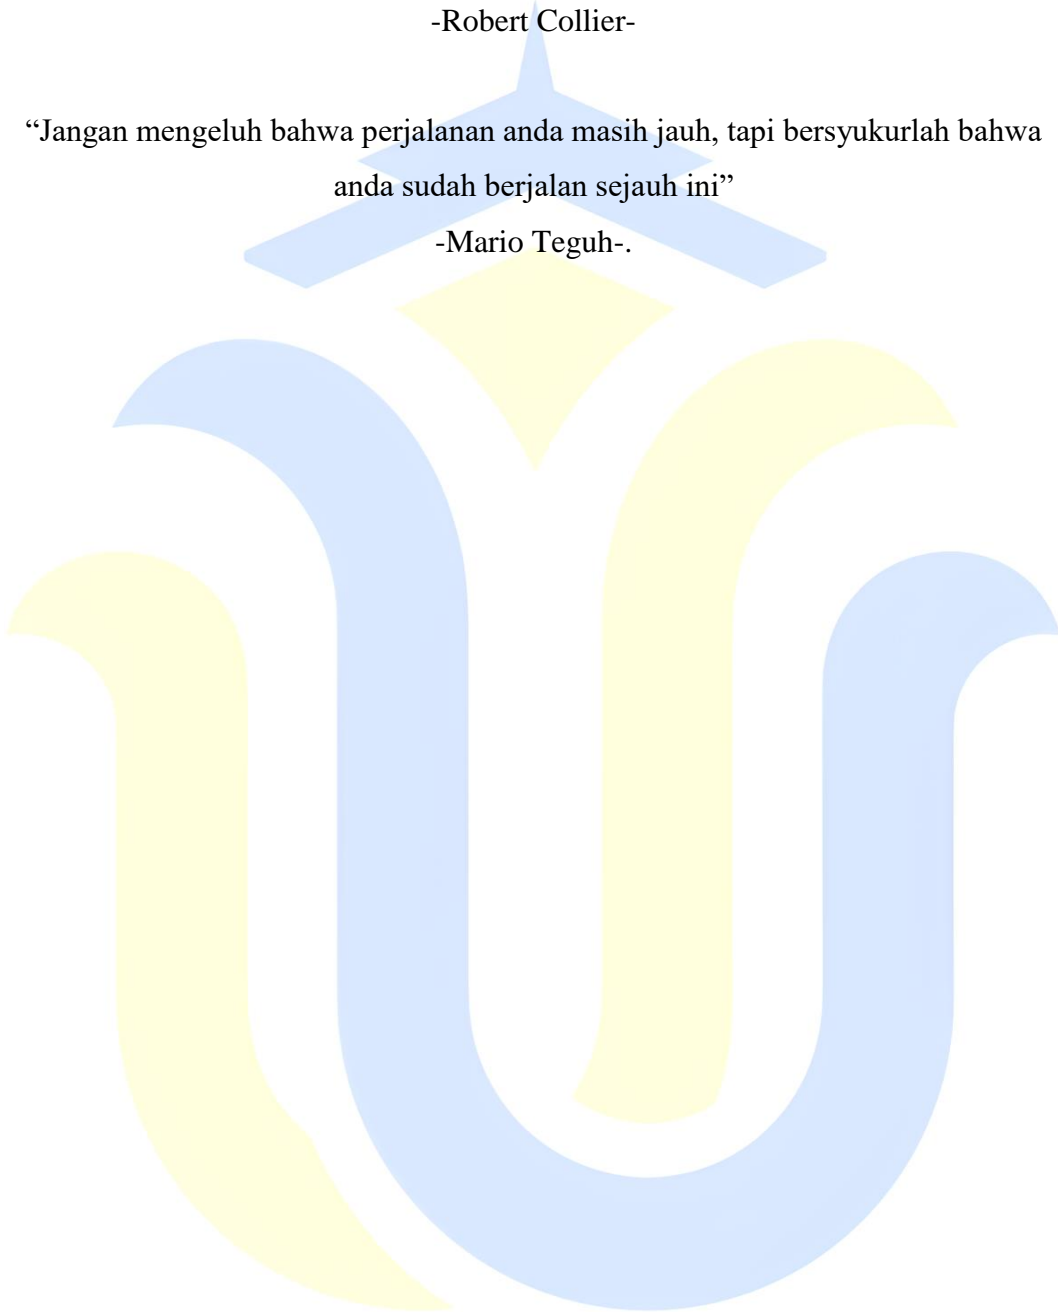 -Robert Collier-
“Jangan mengeluh bahwa perjalanan anda masih jauh, tapi bersyukurlah bahwa
anda sudah berjalan sejauh ini”
-Mario Teguh-.